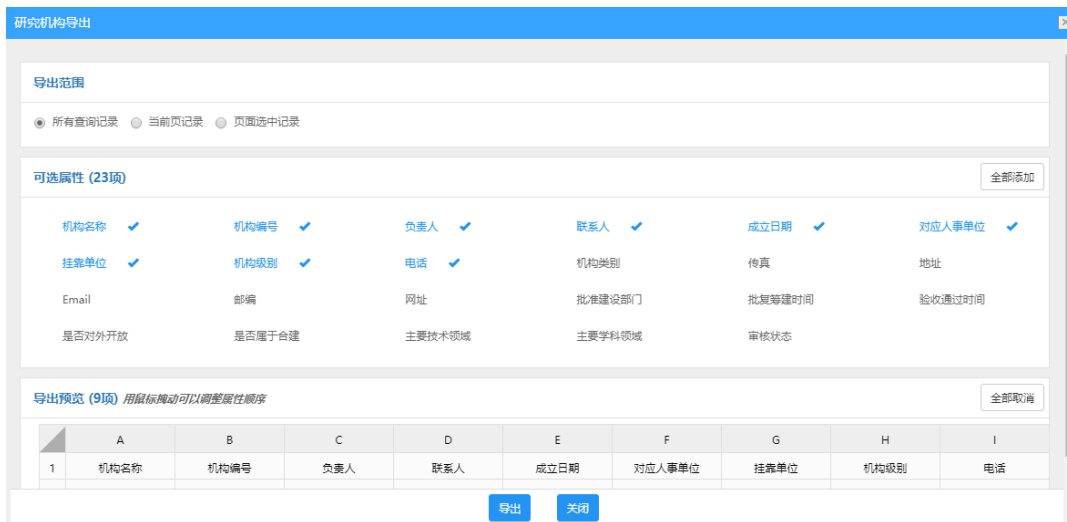 研究机构导出
导出范围
所有查询记录 当前页记录 页面选中记录
可选属性 (23项) 全部添加
机构名称 机构编号 负责人 联系人 成立日期 对应人事单位
挂靠单位 机构级别 电话 机构类别 传真 地址
Email 邮编 网址 批准建设部门 批复筹建时间 验收通过时间
是否对外开放 是否属于合建 主要技术领域 主要学科领域 审核状态
导出预览 (9项) 用鼠标拖动可以调整属性顺序 全部取消
A B C D E F G H I
1 机构名称 机构编号 负责人 联系人 成立日期 对应人事单位 挂靠单位 机构级别 电话
导出 关闭